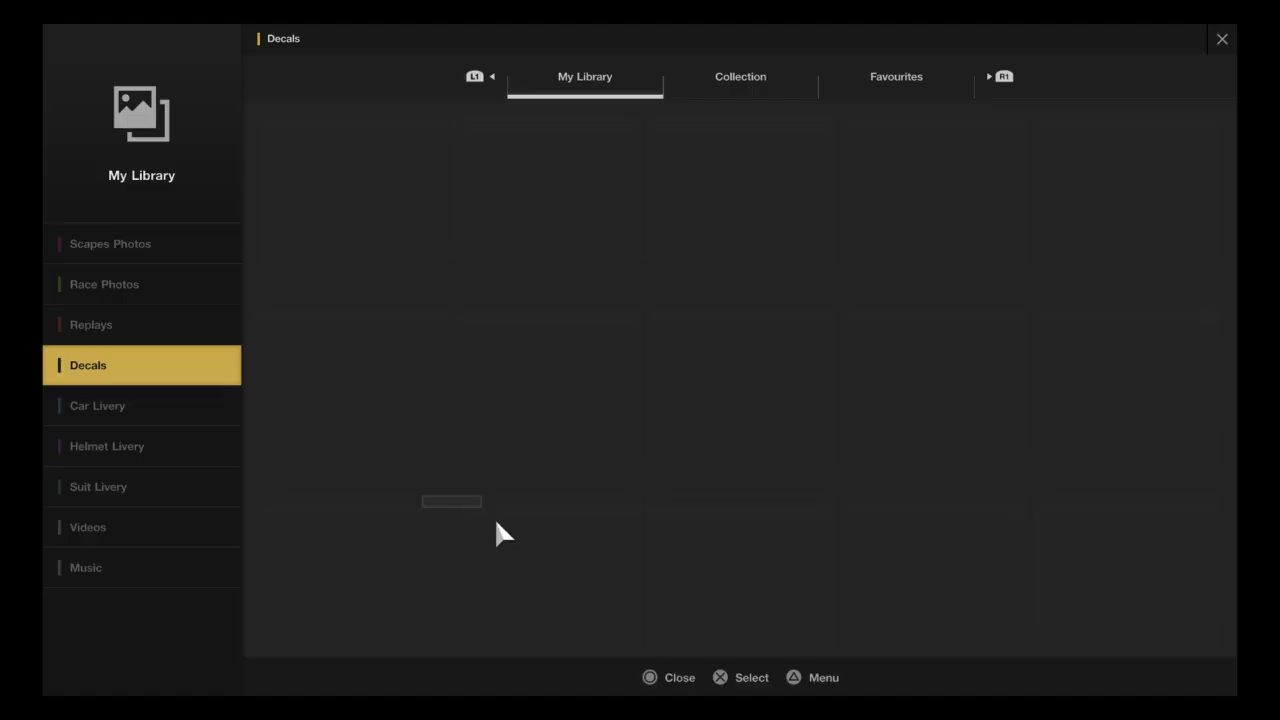 Decals
L1
My Library
Collection
Favourites
R1
My Library
Scapes Photos
Race Photos
Replays
Decals
Car Livery
Helmet Livery
Suit Livery
Videos
Music
Close
Select
Menu